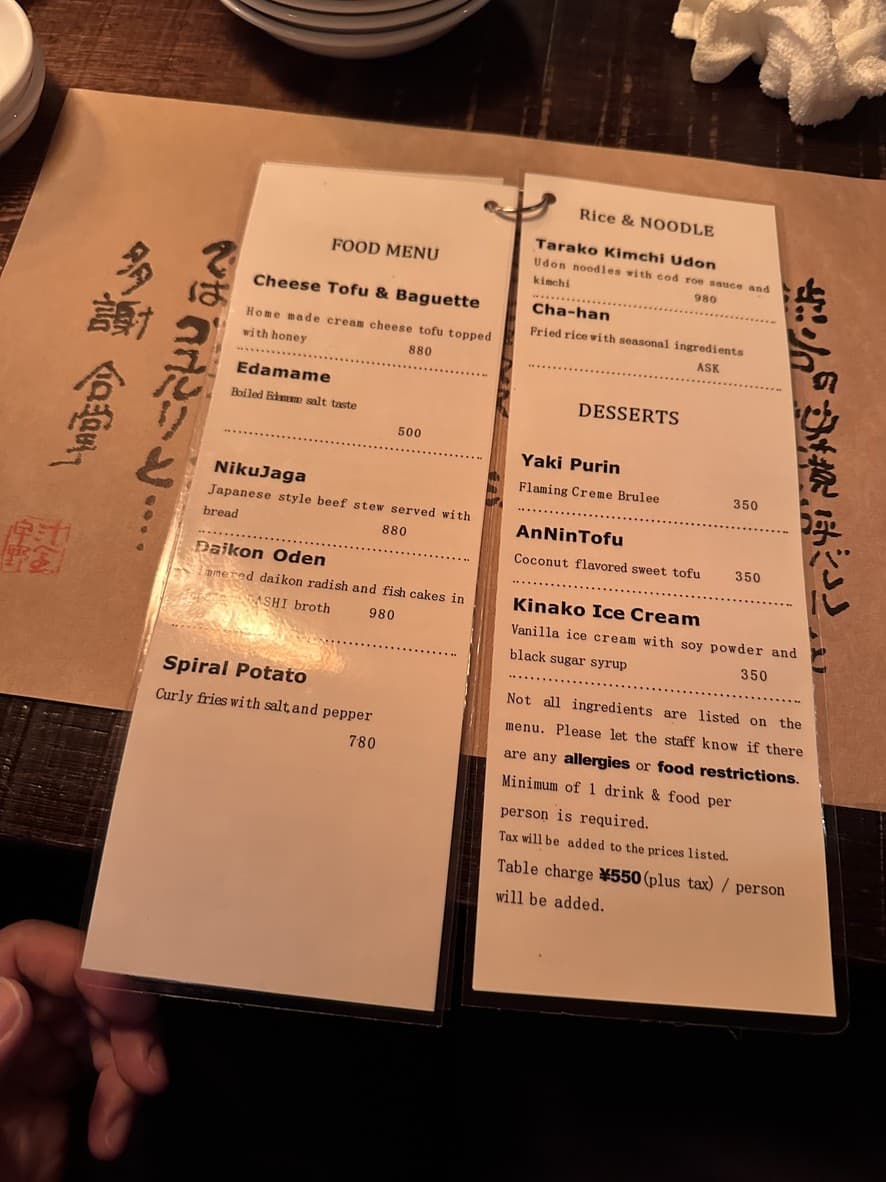 FOOD MENU
Cheese Tofu & Baguette
Home made cream cheese tofu topped
with honey 880
Edamame
Boiled Edamame salt taste
500
NikuJaga
Japanese style beef stew served with
bread 880
Daikon Oden
daikon radish and fish cakes in
broth 980
Spiral Potato
Curly fries with salt,and pepper
780
Rice & NOODLE
Tarako Kimchi Udon
Udon noodles with cod roe sauce and
kimchi 980
Cha-han
Fried rice with seasonal ingredients
ASK
DESSERTS
Yaki Purin
Flaming Creme Brulee 350
AnNinTofu
Coconut flavored sweet tofu 350
Kinako Ice Cream
Vanilla ice cream with soy powder and
black sugar syrup 350
Not all ingredients are listed on the
menu. Please let the staff know if there
are any allergies or food restrictions.
Minimum of 1 drink & food per
person is required.
Tax will be added to the prices listed.
Table charge ¥550(plus tax) / person
will be added.
多謝 合掌